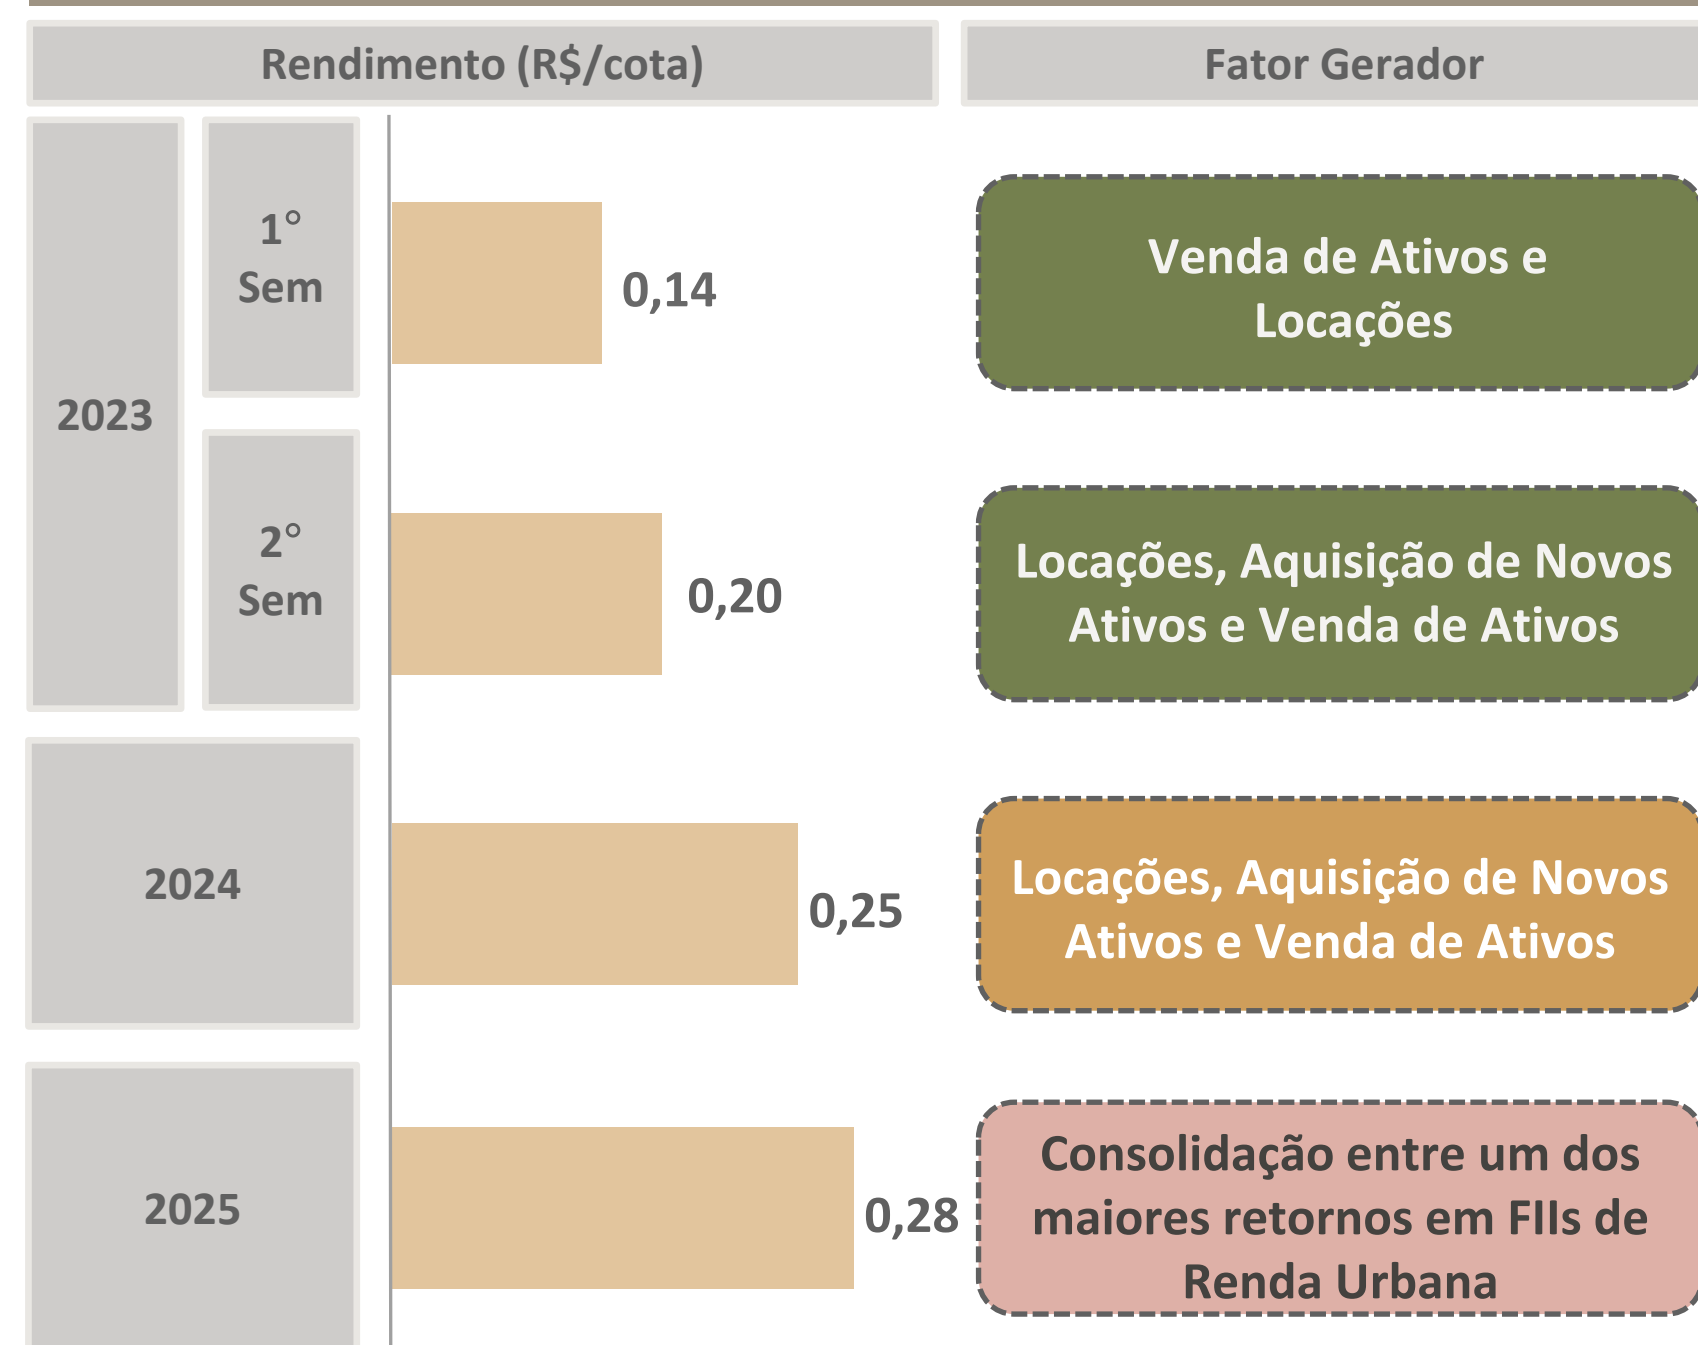 Rendimento (R$/cota)
Fator Gerador
2023
1°
Sem
0,14
Venda de Ativos e
Locações
2°
Sem
0,20
Locações, Aquisição de Novos
Ativos e Venda de Ativos
2024
0,25
Locações, Aquisição de Novos
Ativos e Venda de Ativos
2025
0,28
Consolidação entre um dos
maiores retornos em FIIs de
Renda Urbana